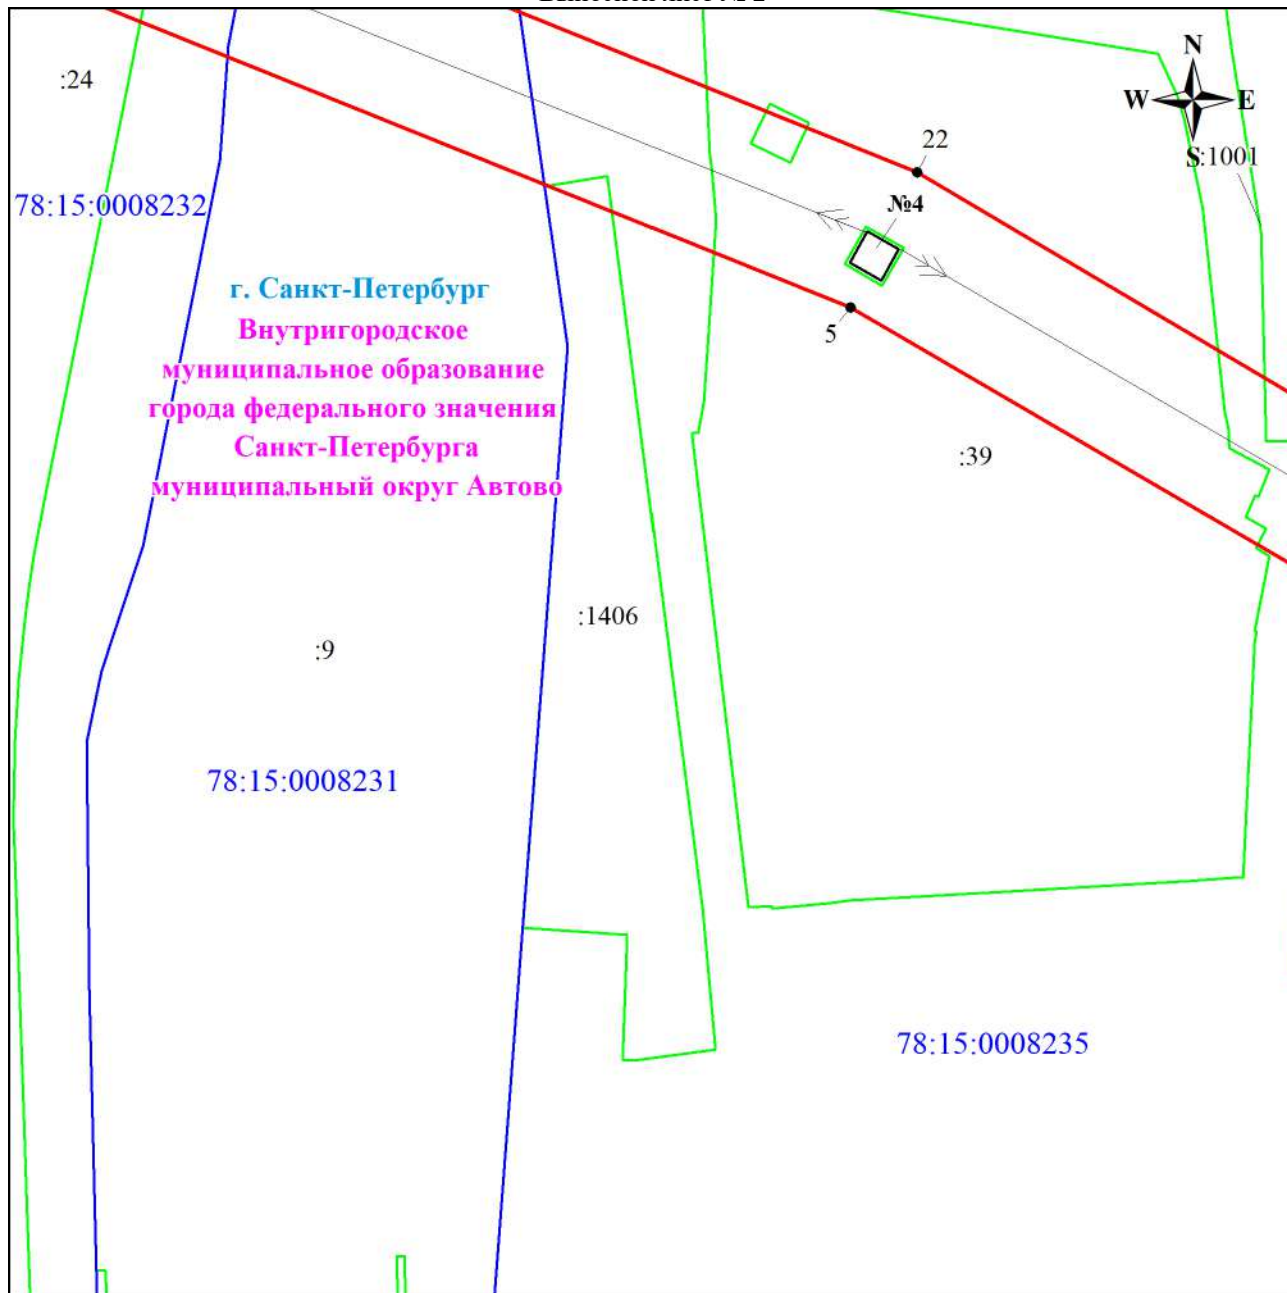 N
:24
W E
22
S :1001
78:15:0008232
№4
г. Санкт-Петербург
Внутригородское
муниципальное образование
города федерального значения
Санкт-Петербурга
муниципальный округ Автово
5
:39
:1406
:9
78:15:0008231
78:15:0008235